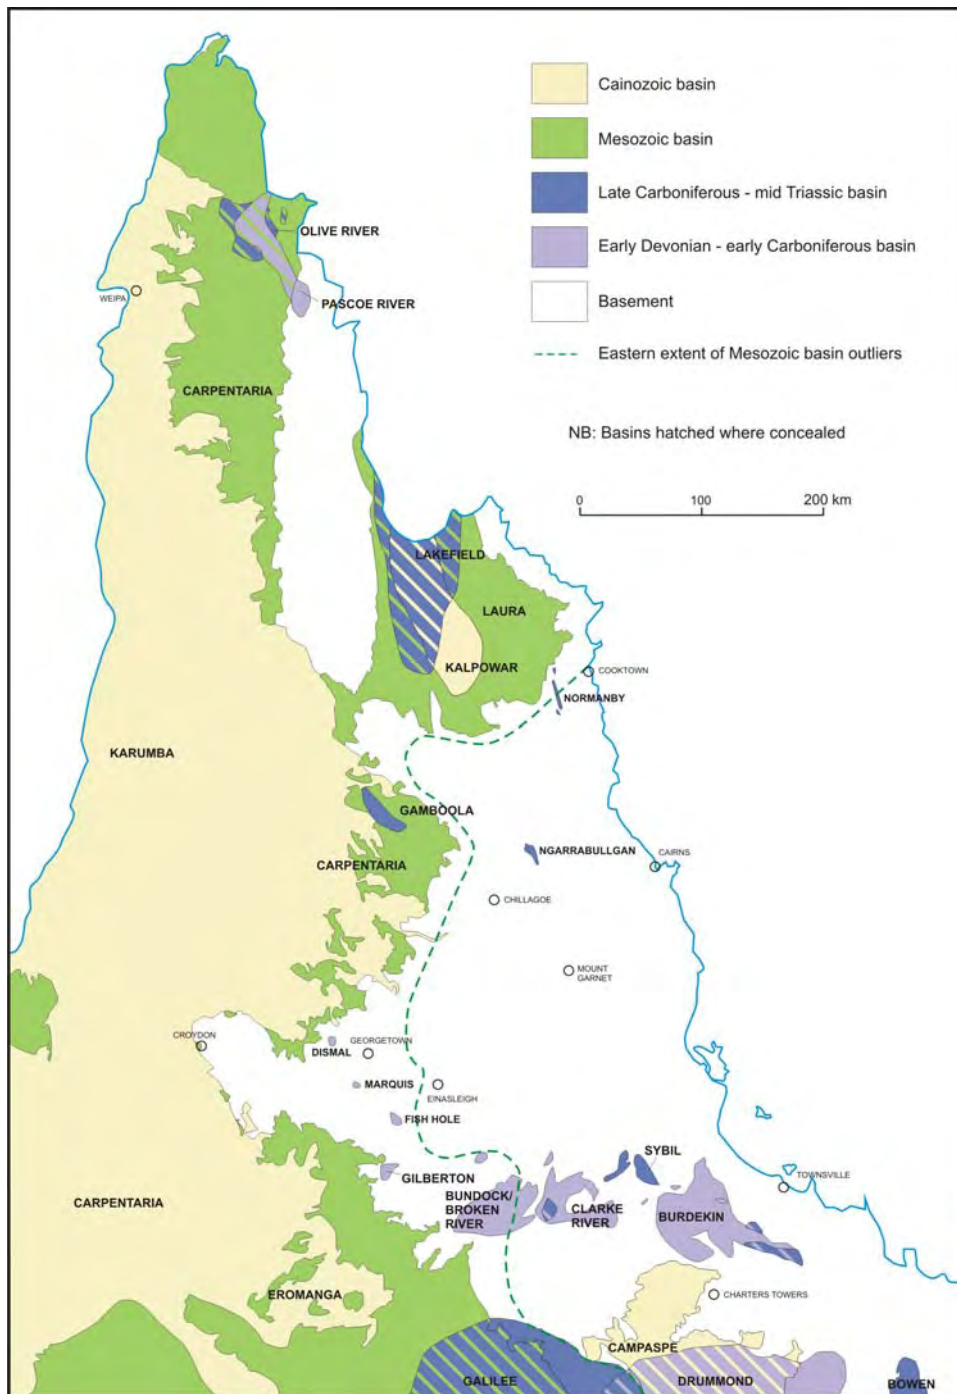 Cainozoic basin
Mesozoic basin
Late Carboniferous - mid Triassic basin
Early Devonian - early Carboniferous basin
Basement
Eastern extent of Mesozoic basin outliers
NB: Basins hatched where concealed
0 100 200 km
OLIVE RIVER
WEIPA
PASCOE RIVER
CARPENTARIA
LAKEFIELD
LAURA
KALPOWAR
COOKTOWN
NORMANBY
KARUMBA
GAMBOOLA
NGARRABULLGAN
CAIRNS
CARPENTARIA
CHILLAGOE
MOUNT
GARNET
CROYDON
GEORGETOWN
DISMAL
MARQUIS
EINASLEIGH
FISH HOLE
SYBIL
TOWNSVILLE
GILBERTON
CARPENTARIA
BUNDOCK/
BROKEN
RIVER
CLARKE
RIVER
BURDEKIN
EROMANGA
CHARTERS TOWERS
CAMPASPE
GALILEE
DRUMMOND
BOWEN